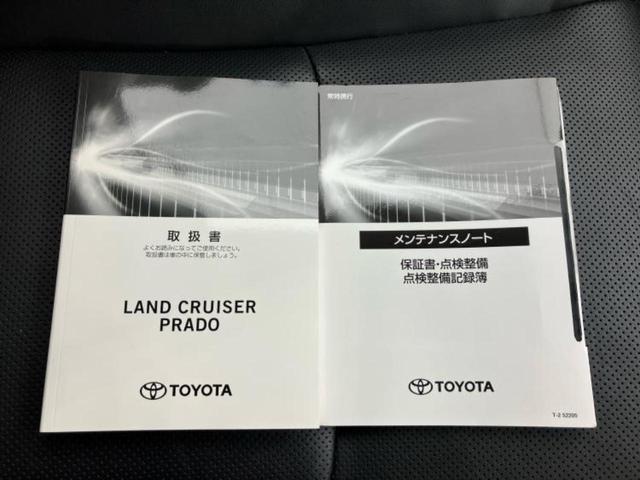 取扱書
よくお読みになってご使用ください。
取扱書は車の中に保管しましょう。
LAND CRUISER
PRADO
TOYOTA
常時携行
メンテナンスノート
保証書・点検整備
点検整備記録簿
TOYOTA